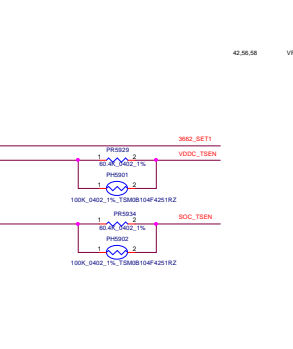 42,56,58 VR
3662_SET1
PR5929
VDDC_TSEN
1 2
60.4K_0402_1%
PH5901
1 2
100K_0402_1%_TSM0B104F4251RZ
PR5934
SOC_TSEN
1 2
60.4K_0402_1%
PH5902
1 2
100K_0402_1%_TSM0B104F4251RZ